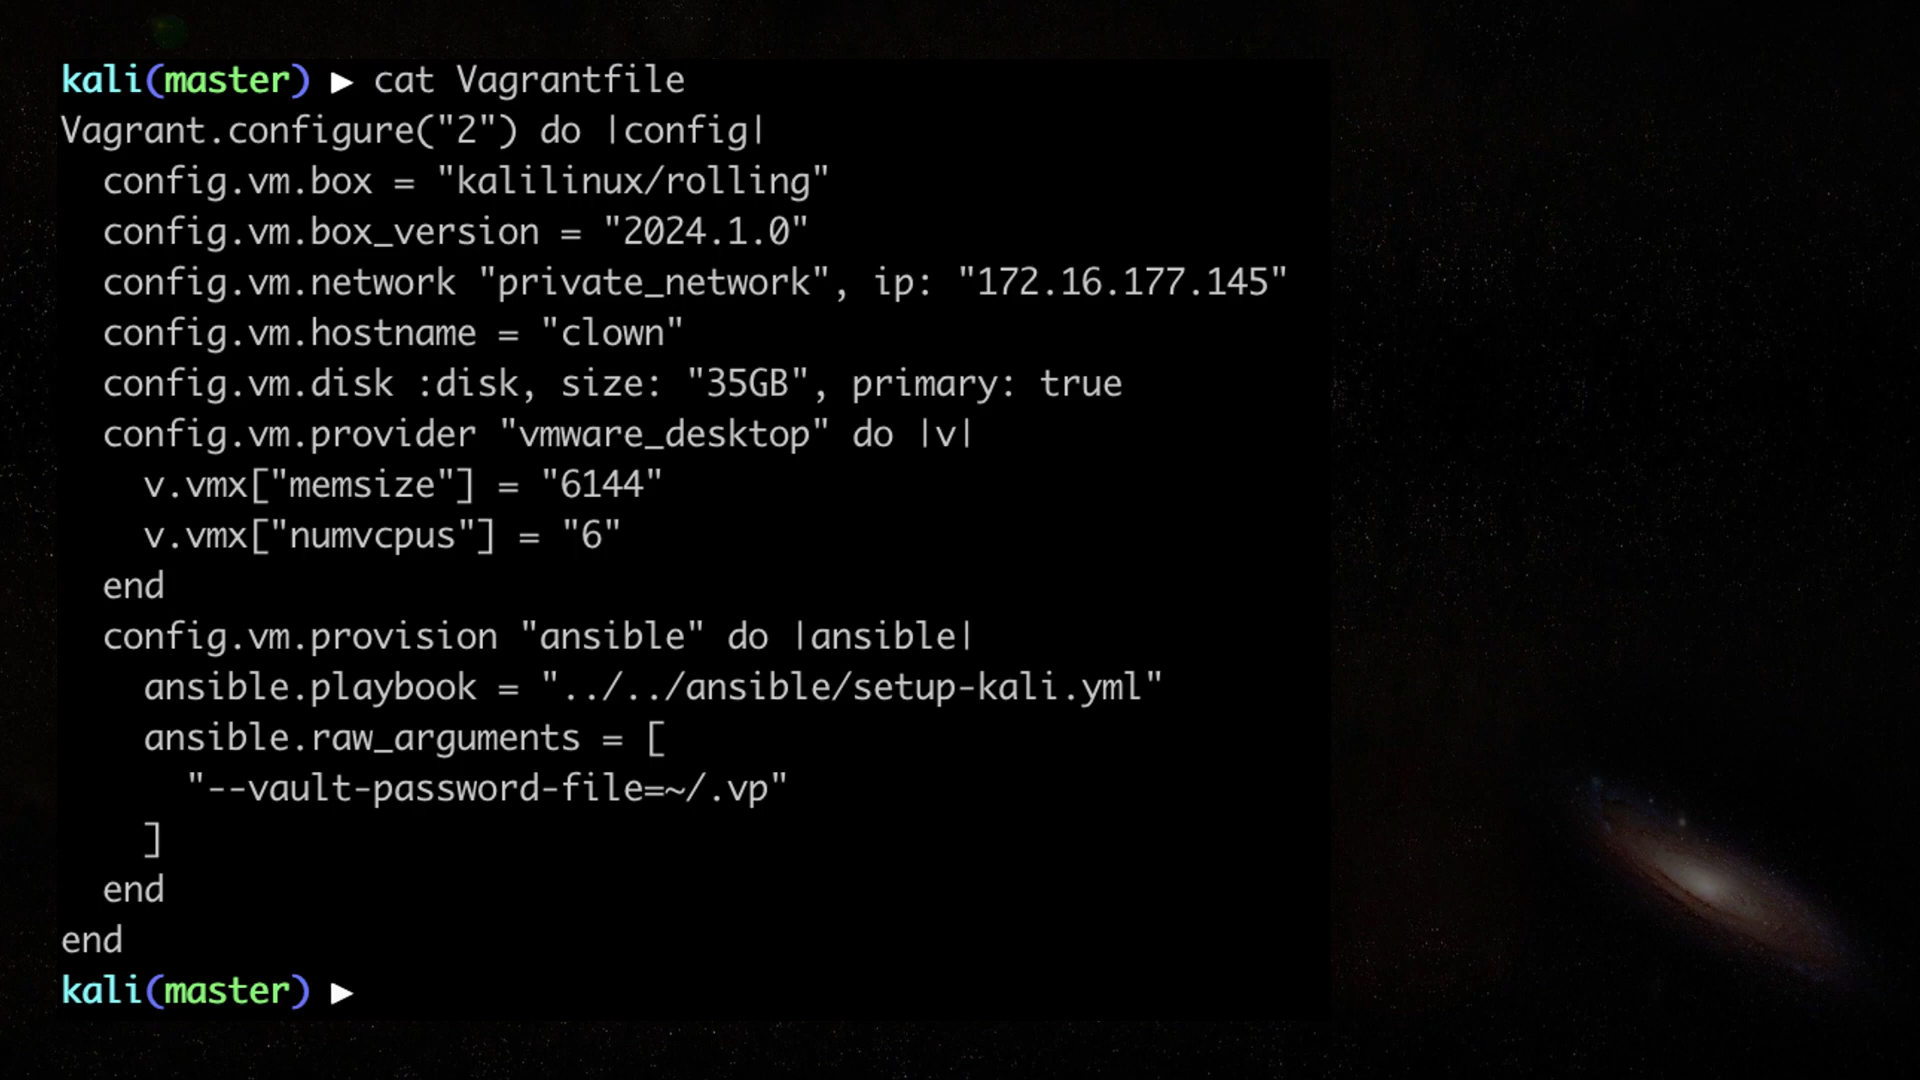 kali(master) ▶ cat Vagrantfile
Vagrant.configure("2") do |config|
  config.vm.box = "kalilinux/rolling"
  config.vm.box_version = "2024.1.0"
  config.vm.network "private_network", ip: "172.16.177.145"
  config.vm.hostname = "clown"
  config.vm.disk :disk, size: "35GB", primary: true
  config.vm.provider "vmware_desktop" do |v|
    v.vmx["memsize"] = "6144"
    v.vmx["numvcpus"] = "6"
  end
  config.vm.provision "ansible" do |ansible|
    ansible.playbook = "../../ansible/setup-kali.yml"
    ansible.raw_arguments = [
      "--vault-password-file=~/.vp"
    ]
  end
end
kali(master) ▶